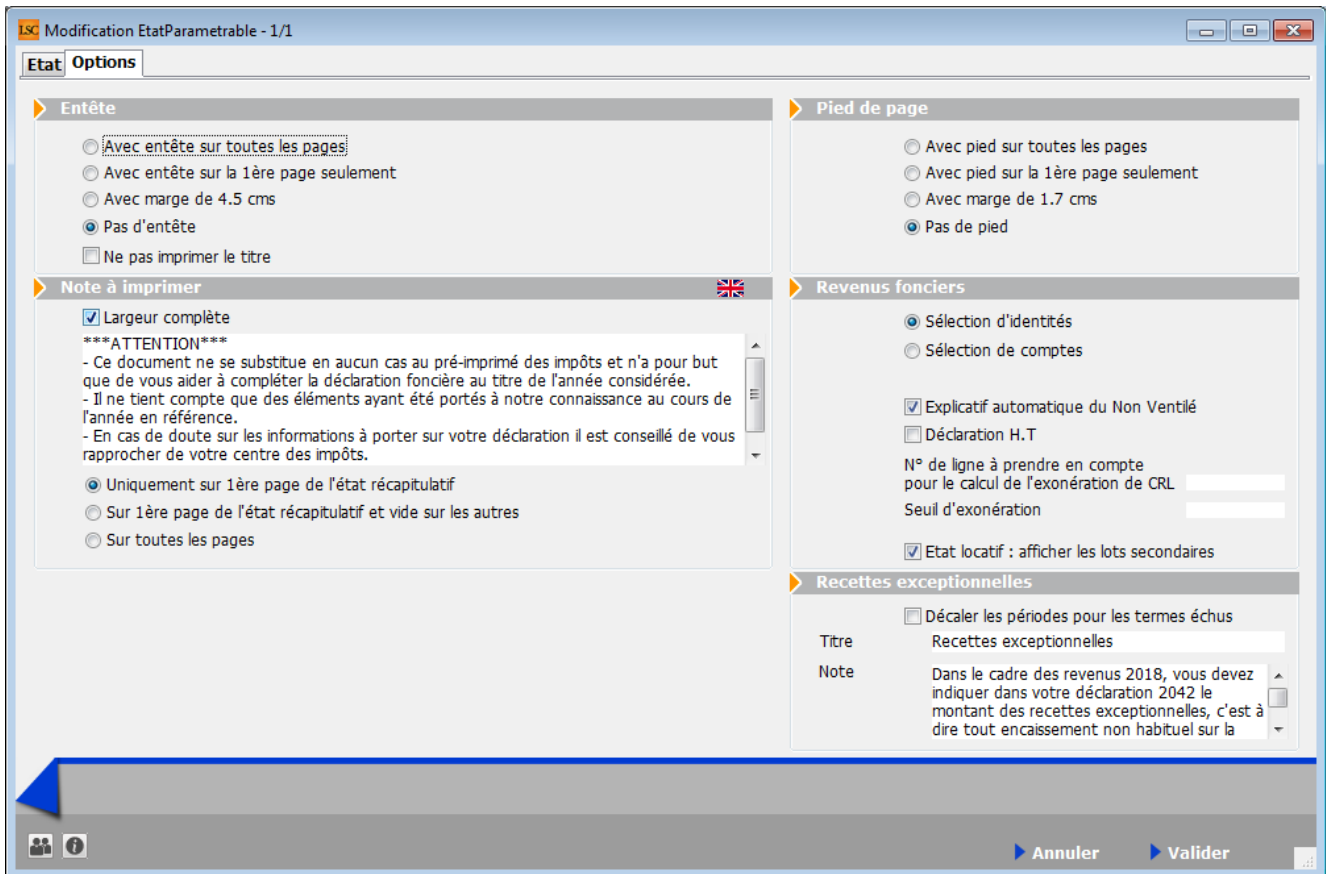 LSC Modification EtatParametrable - 1/1
Etat Options
Entête
Avec entête sur toutes les pages
Avec entête sur la 1ère page seulement
Avec marge de 4.5 cms
Pas d'entête
Ne pas imprimer le titre
Pied de page
Avec pied sur toutes les pages
Avec pied sur la 1ère page seulement
Avec marge de 1.7 cms
Pas de pied
Note à imprimer
Largeur complète
***ATTENTION***
- Ce document ne se substitue en aucun cas au pré-imprimé des impôts et n'a pour but
que de vous aider à compléter la déclaration foncière au titre de l'année considérée.
- Il ne tient compte que des éléments ayant été portés à notre connaissance au cours de
l'année en référence.
- En cas de doute sur les informations à porter sur votre déclaration il est conseillé de vous
rapprocher de votre centre des impôts.
Uniquement sur 1ère page de l'état récapitulatif
Sur 1ère page de l'état récapitulatif et vide sur les autres
Sur toutes les pages
Revenus fonciers
Sélection d'identités
Sélection de comptes
Explicatif automatique du Non Ventilé
Déclaration H.T
N° de ligne à prendre en compte
pour le calcul de l'exonération de CRL
Seuil d'exonération
Etat locatif : afficher les lots secondaires
Recettes exceptionnelles
Décaler les périodes pour les termes échus
Titre Recettes exceptionnelles
Note Dans le cadre des revenus 2018, vous devez
indiquer dans votre déclaration 2042 le
montant des recettes exceptionnelles, c'est à
dire tout encaissement non habituel sur la
Annuler Valider